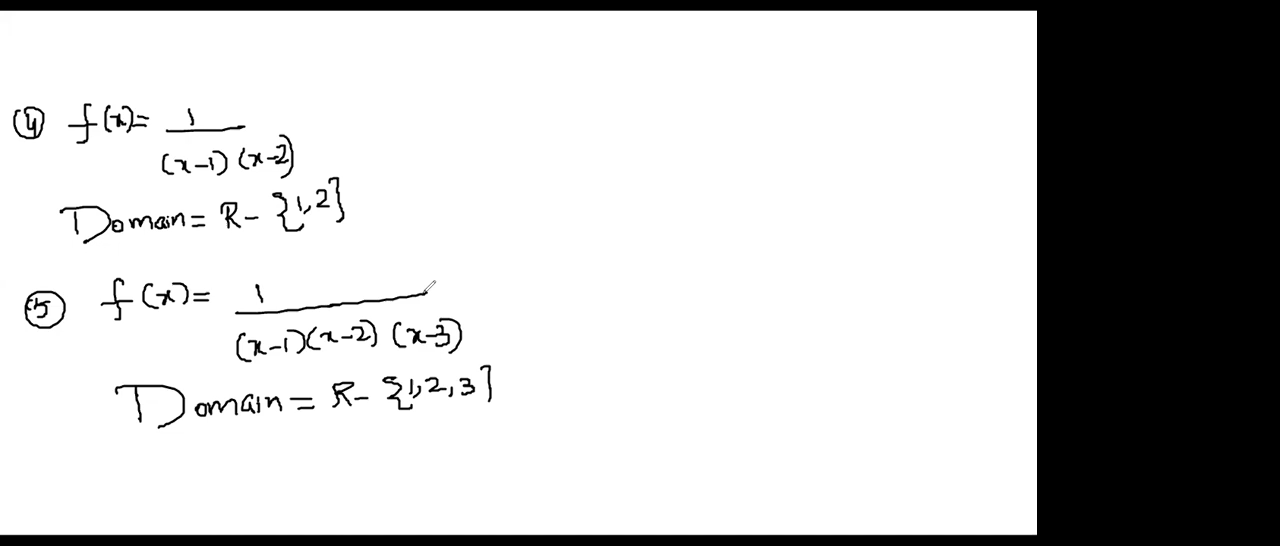 ④ f(x)= 1
(x-1) (x-2)
Domain = R - {1,2}
⑤ f(x)= 1
(x-1)(x-2) (x-3)
Domain = R - {1,2,3}